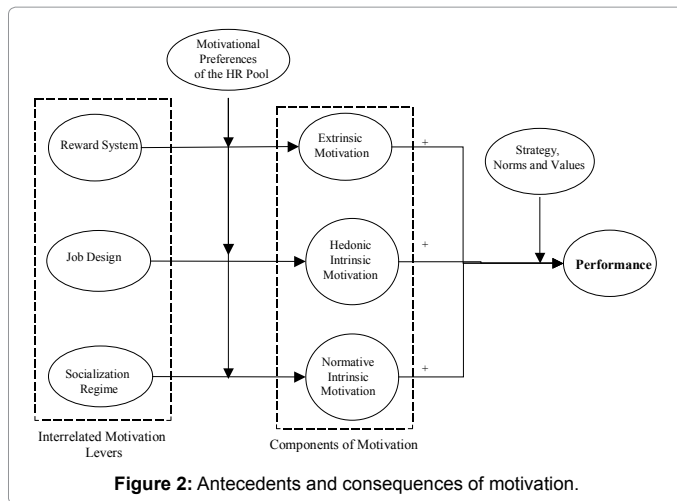 Motivational
Preferences
of the HR Pool
Reward System
Extrinsic
Motivation
+
Strategy,
Norms and Values
Job Design
Hedonic
Intrinsic
Motivation
+
Performance
Socialization
Regime
Normative
Intrinsic
Motivation
+
Interrelated Motivation
Levers
Components of Motivation
Figure 2: Antecedents and consequences of motivation.